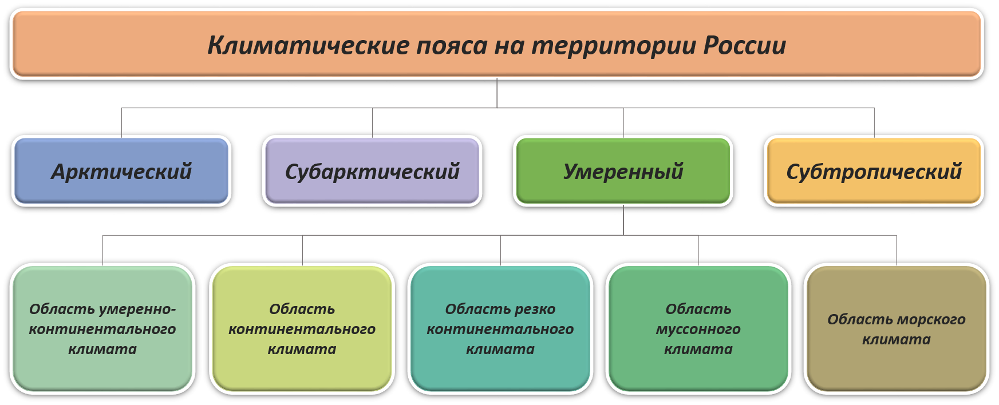 Климатические пояса на территории России
Арктический
Субарктический
Умеренный
Субтропический
Область умеренно-
континентального
климата
Область
континентального
климата
Область резко
континентального
климата
Область
муссонного
климата
Область морского
климата